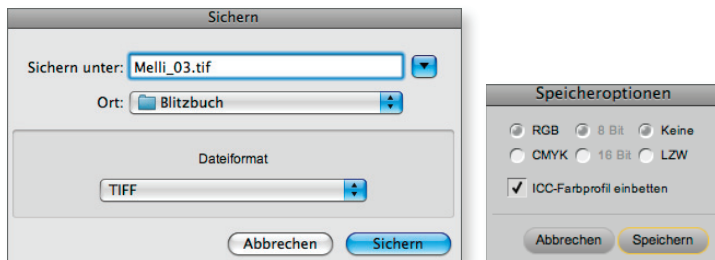 Sichern
Sichern unter: Melli_03.tif
Ort: Blitzbuch
Dateiformat
TIFF
Abbrechen Sichern
Speicheroptionen
RGB 8 Bit Keine
CMYK 16 Bit LZW
ICC-Farbprofil einbetten
Abbrechen Speichern